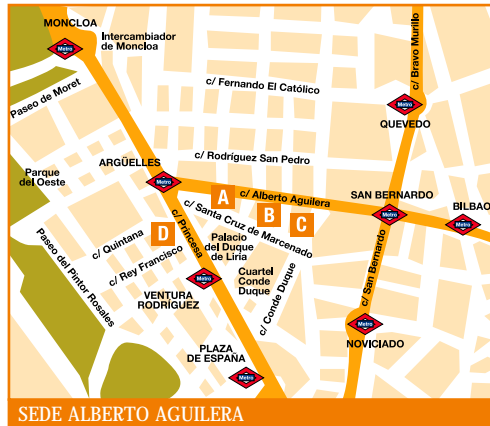 MONCLOA
Metro
Intercambiador
de Moncloa
c/ Bravo Murillo
Paseo de Moret
c/ Fernando El Católico
Metro
QUEVEDO
ARGÜELLES
c/ Rodríguez San Pedro
Parque
del Oeste
Metro
A
c/ Alberto Aguilera
SAN BERNARDO
BILBAO
B
Metro
Metro
C
c/ Santa Cruz de Marcenado
D
c/ Princesa
c/ Quintana
Palacio
del Duque
de Liria
c/ Rey Francisco
Paseo del Pintor Rosales
Metro
Cuartel
Conde
Duque
c/ Conde Duque
c/ San Bernardo
VENTURA
RODRÍGUEZ
Metro
NOVICIADO
PLAZA
DE ESPAÑA
Metro
SEDE ALBERTO AGUILERA